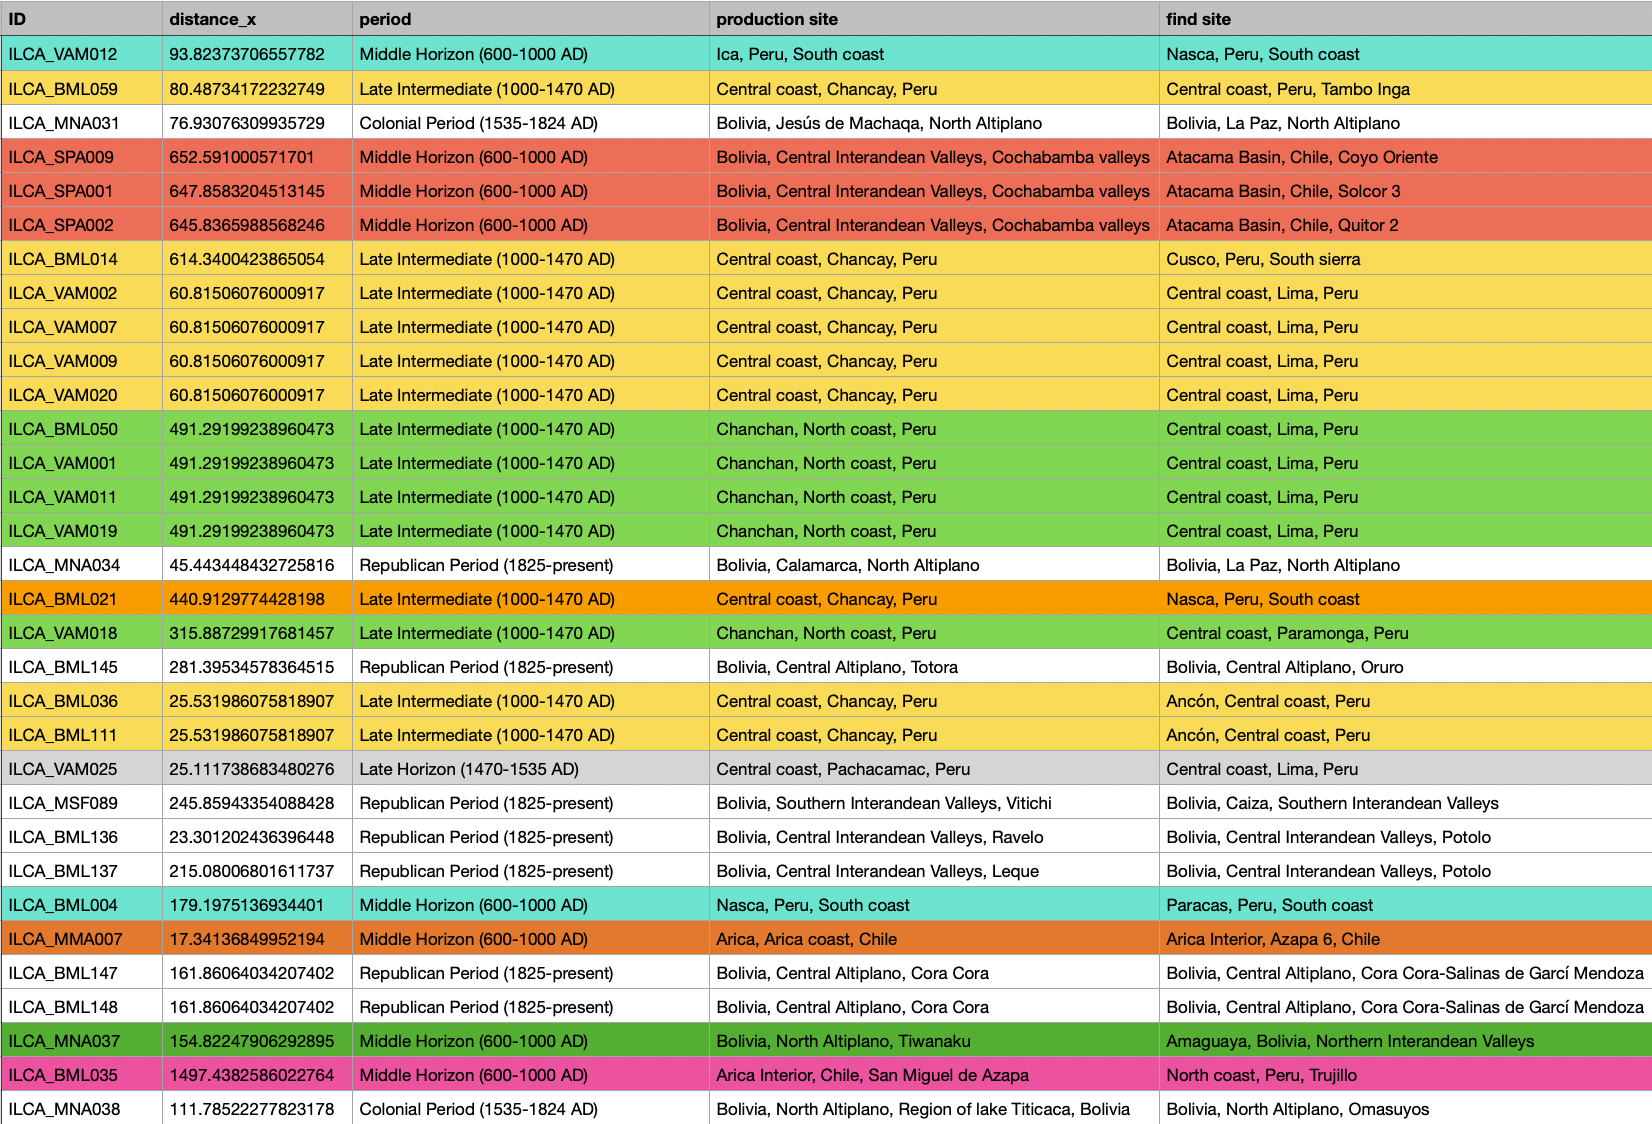 ID distance_x period production site find site
ILCA_VAM012 93.82373706557782 Middle Horizon (600-1000 AD) Ica, Peru, South coast Nasca, Peru, South coast
ILCA_BML059 80.48734172232749 Late Intermediate (1000-1470 AD) Central coast, Chancay, Peru Central coast, Peru, Tambo Inga
ILCA_MNA031 76.93076309935729 Colonial Period (1535-1824 AD) Bolivia, Jesús de Machaqa, North Altiplano Bolivia, La Paz, North Altiplano
ILCA_SPA009 652.591000571701 Middle Horizon (600-1000 AD) Bolivia, Central Interandean Valleys, Cochabamba valleys Atacama Basin, Chile, Coyo Oriente
ILCA_SPA001 647.8583204513145 Middle Horizon (600-1000 AD) Bolivia, Central Interandean Valleys, Cochabamba valleys Atacama Basin, Chile, Solcor 3
ILCA_SPA002 645.8365988568246 Middle Horizon (600-1000 AD) Bolivia, Central Interandean Valleys, Cochabamba valleys Atacama Basin, Chile, Quitor 2
ILCA_BML014 614.3400423865054 Late Intermediate (1000-1470 AD) Central coast, Chancay, Peru Cusco, Peru, South sierra
ILCA_VAM002 60.81506076000917 Late Intermediate (1000-1470 AD) Central coast, Chancay, Peru Central coast, Lima, Peru
ILCA_VAM007 60.81506076000917 Late Intermediate (1000-1470 AD) Central coast, Chancay, Peru Central coast, Lima, Peru
ILCA_VAM009 60.81506076000917 Late Intermediate (1000-1470 AD) Central coast, Chancay, Peru Central coast, Lima, Peru
ILCA_VAM020 60.81506076000917 Late Intermediate (1000-1470 AD) Central coast, Chancay, Peru Central coast, Lima, Peru
ILCA_BML050 491.29199238960473 Late Intermediate (1000-1470 AD) Chanchan, North coast, Peru Central coast, Lima, Peru
ILCA_VAM001 491.29199238960473 Late Intermediate (1000-1470 AD) Chanchan, North coast, Peru Central coast, Lima, Peru
ILCA_VAM011 491.29199238960473 Late Intermediate (1000-1470 AD) Chanchan, North coast, Peru Central coast, Lima, Peru
ILCA_VAM019 491.29199238960473 Late Intermediate (1000-1470 AD) Chanchan, North coast, Peru Central coast, Lima, Peru
ILCA_MNA034 45.443448432725816 Republican Period (1825-present) Bolivia, Calamarca, North Altiplano Bolivia, La Paz, North Altiplano
ILCA_BML021 440.9129774428198 Late Intermediate (1000-1470 AD) Central coast, Chancay, Peru Nasca, Peru, South coast
ILCA_VAM018 315.88729917681457 Late Intermediate (1000-1470 AD) Chanchan, North coast, Peru Central coast, Paramonga, Peru
ILCA_BML145 281.39534578364515 Republican Period (1825-present) Bolivia, Central Altiplano, Totora Bolivia, Central Altiplano, Oruro
ILCA_BML036 25.531986075818907 Late Intermediate (1000-1470 AD) Central coast, Chancay, Peru Ancón, Central coast, Peru
ILCA_BML111 25.531986075818907 Late Intermediate (1000-1470 AD) Central coast, Chancay, Peru Ancón, Central coast, Peru
ILCA_VAM025 25.111738683480276 Late Horizon (1470-1535 AD) Central coast, Pachacamac, Peru Central coast, Lima, Peru
ILCA_MSF089 245.85943354088428 Republican Period (1825-present) Bolivia, Southern Interandean Valleys, Vitichi Bolivia, Caiza, Southern Interandean Valleys
ILCA_BML136 23.301202436396448 Republican Period (1825-present) Bolivia, Central Interandean Valleys, Ravelo Bolivia, Central Interandean Valleys, Potolo
ILCA_BML137 215.08006801611737 Republican Period (1825-present) Bolivia, Central Interandean Valleys, Leque Bolivia, Central Interandean Valleys, Potolo
ILCA_BML004 179.1975136934401 Middle Horizon (600-1000 AD) Nasca, Peru, South coast Paracas, Peru, South coast
ILCA_MMA007 17.34136849952194 Middle Horizon (600-1000 AD) Arica, Arica coast, Chile Arica Interior, Azapa 6, Chile
ILCA_BML147 161.86064034207402 Republican Period (1825-present) Bolivia, Central Altiplano, Cora Cora Bolivia, Central Altiplano, Cora Cora-Salinas de Garcí Mendoza
ILCA_BML148 161.86064034207402 Republican Period (1825-present) Bolivia, Central Altiplano, Cora Cora Bolivia, Central Altiplano, Cora Cora-Salinas de Garcí Mendoza
ILCA_MNA037 154.82247906292895 Middle Horizon (600-1000 AD) Bolivia, North Altiplano, Tiwanaku Amaguaya, Bolivia, Northern Interandean Valleys
ILCA_BML035 1497.4382586022764 Middle Horizon (600-1000 AD) Arica Interior, Chile, San Miguel de Azapa North coast, Peru, Trujillo
ILCA_MNA038 111.78522277823178 Colonial Period (1535-1824 AD) Bolivia, North Altiplano, Region of lake Titicaca, Bolivia Bolivia, North Altiplano, Omasuyos